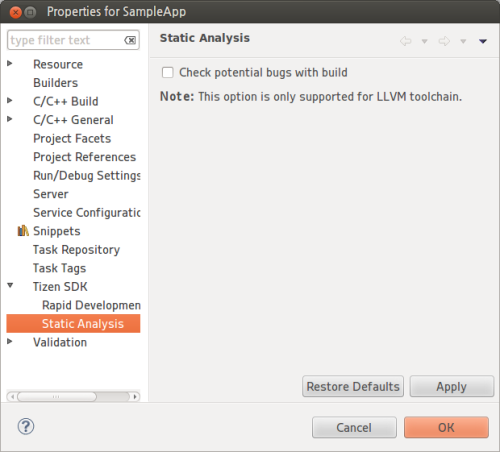 Properties for SampleApp
type filter text
Static Analysis
Resource
Builders
C/C++ Build
C/C++ General
Project Facets
Project References
Run/Debug Settings
Server
Service Configuratic
Snippets
Task Repository
Task Tags
Tizen SDK
Rapid Developmen
Static Analysis
Validation
Check potential bugs with build
Note: This option is only supported for LLVM toolchain.
Restore Defaults
Apply
?
Cancel
OK